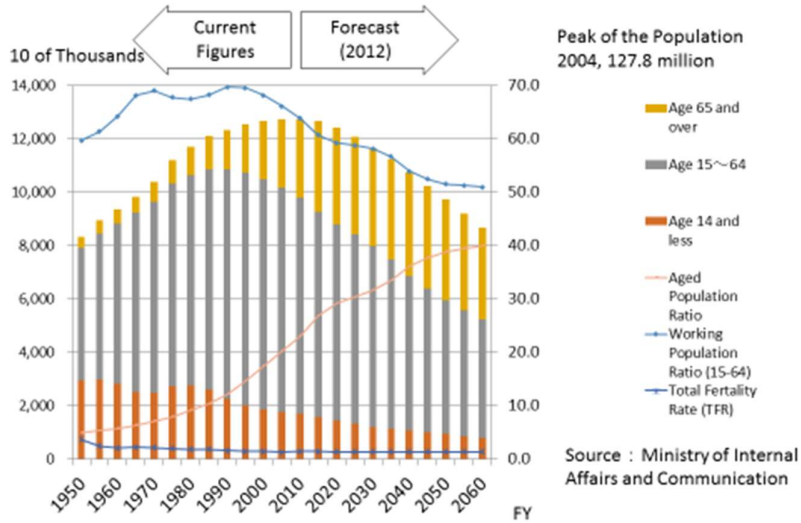 Current
Figures
Forecast
(2012)
10 of Thousands
Peak of the Population
2004, 127.8 million
14,000
12,000
10,000
8,000
6,000
4,000
2,000
0
70.0
60.0
50.0
40.0
30.0
20.0
10.0
0.0
1950
1960
1970
1980
1990
2000
2010
2020
2030
2040
2050
2060
FY
Age 65 and
over
Age 15～64
Age 14 and
less
Aged
Population
Ratio
Working
Population
Ratio (15-64)
Total Fertality
Rate (TFR)
Source：Ministry of Internal
Affairs and Communication